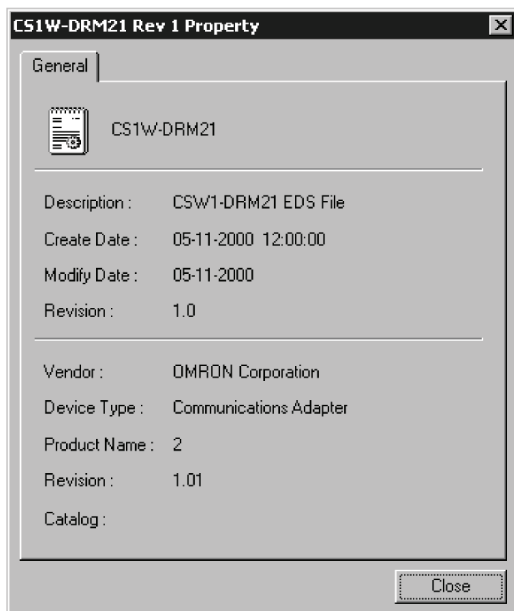 CS1W-DRM21 Rev 1 Property
General
CS1W-DRM21
Description : CSW1-DRM21 EDS File
Create Date : 05-11-2000 12:00:00
Modify Date : 05-11-2000
Revision : 1.0
Vendor : OMRON Corporation
Device Type : Communications Adapter
Product Name : 2
Revision : 1.01
Catalog :
Close